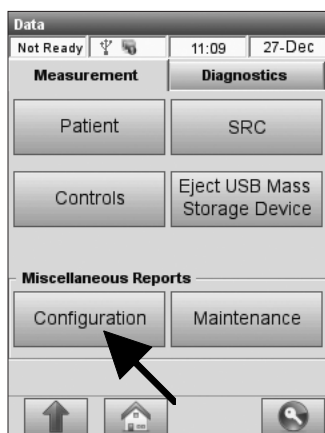 Data
Not Ready 11:09 27-Dec
Measurement Diagnostics
Patient SRC
Controls Eject USB Mass
Storage Device
Miscellaneous Reports
Configuration Maintenance